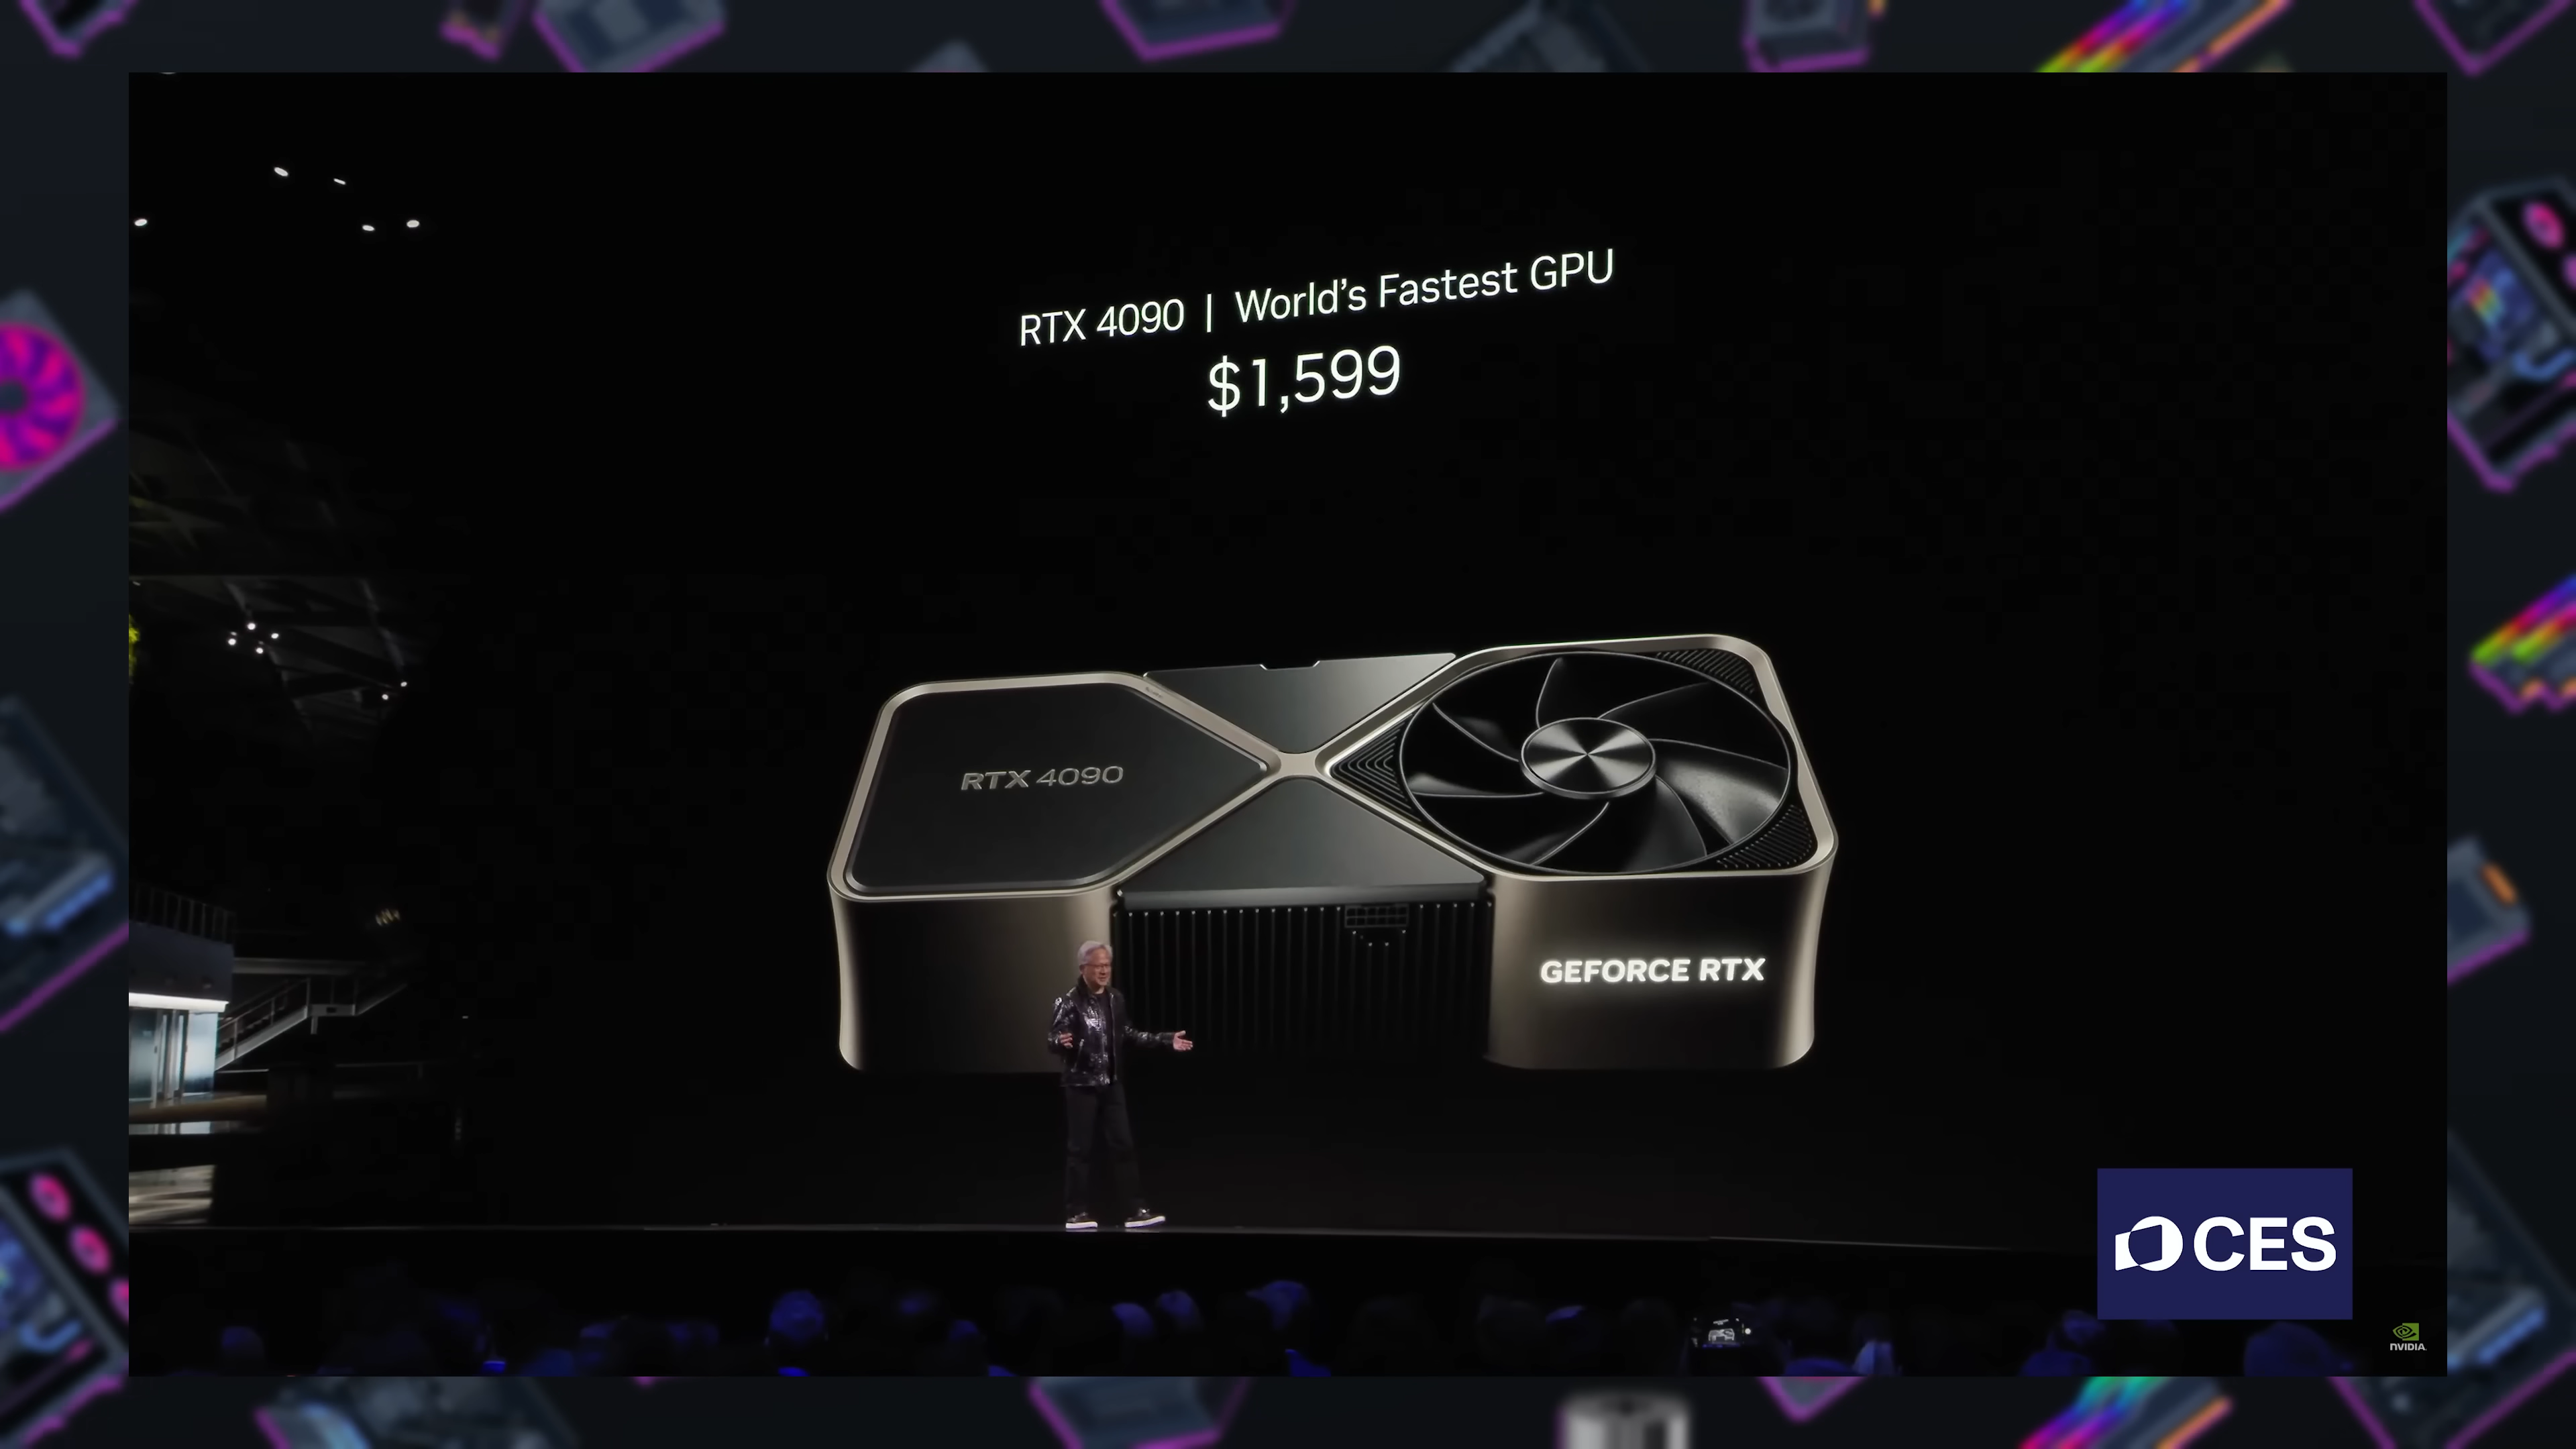 RTX 4090 | World's Fastest GPU
$1,599
RTX 4090
GEFORCE RTX
CES
NVIDIA